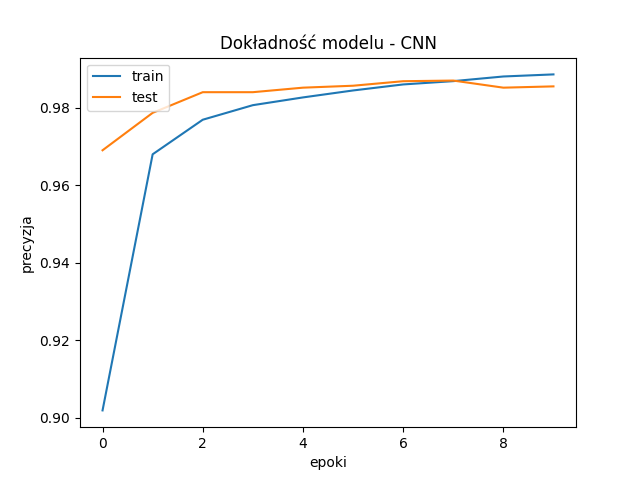 Dokładność modelu - CNN
train
test
0.98
0.96
0.94
0.92
0.90
precyzja
0
2
4
6
8
epoki